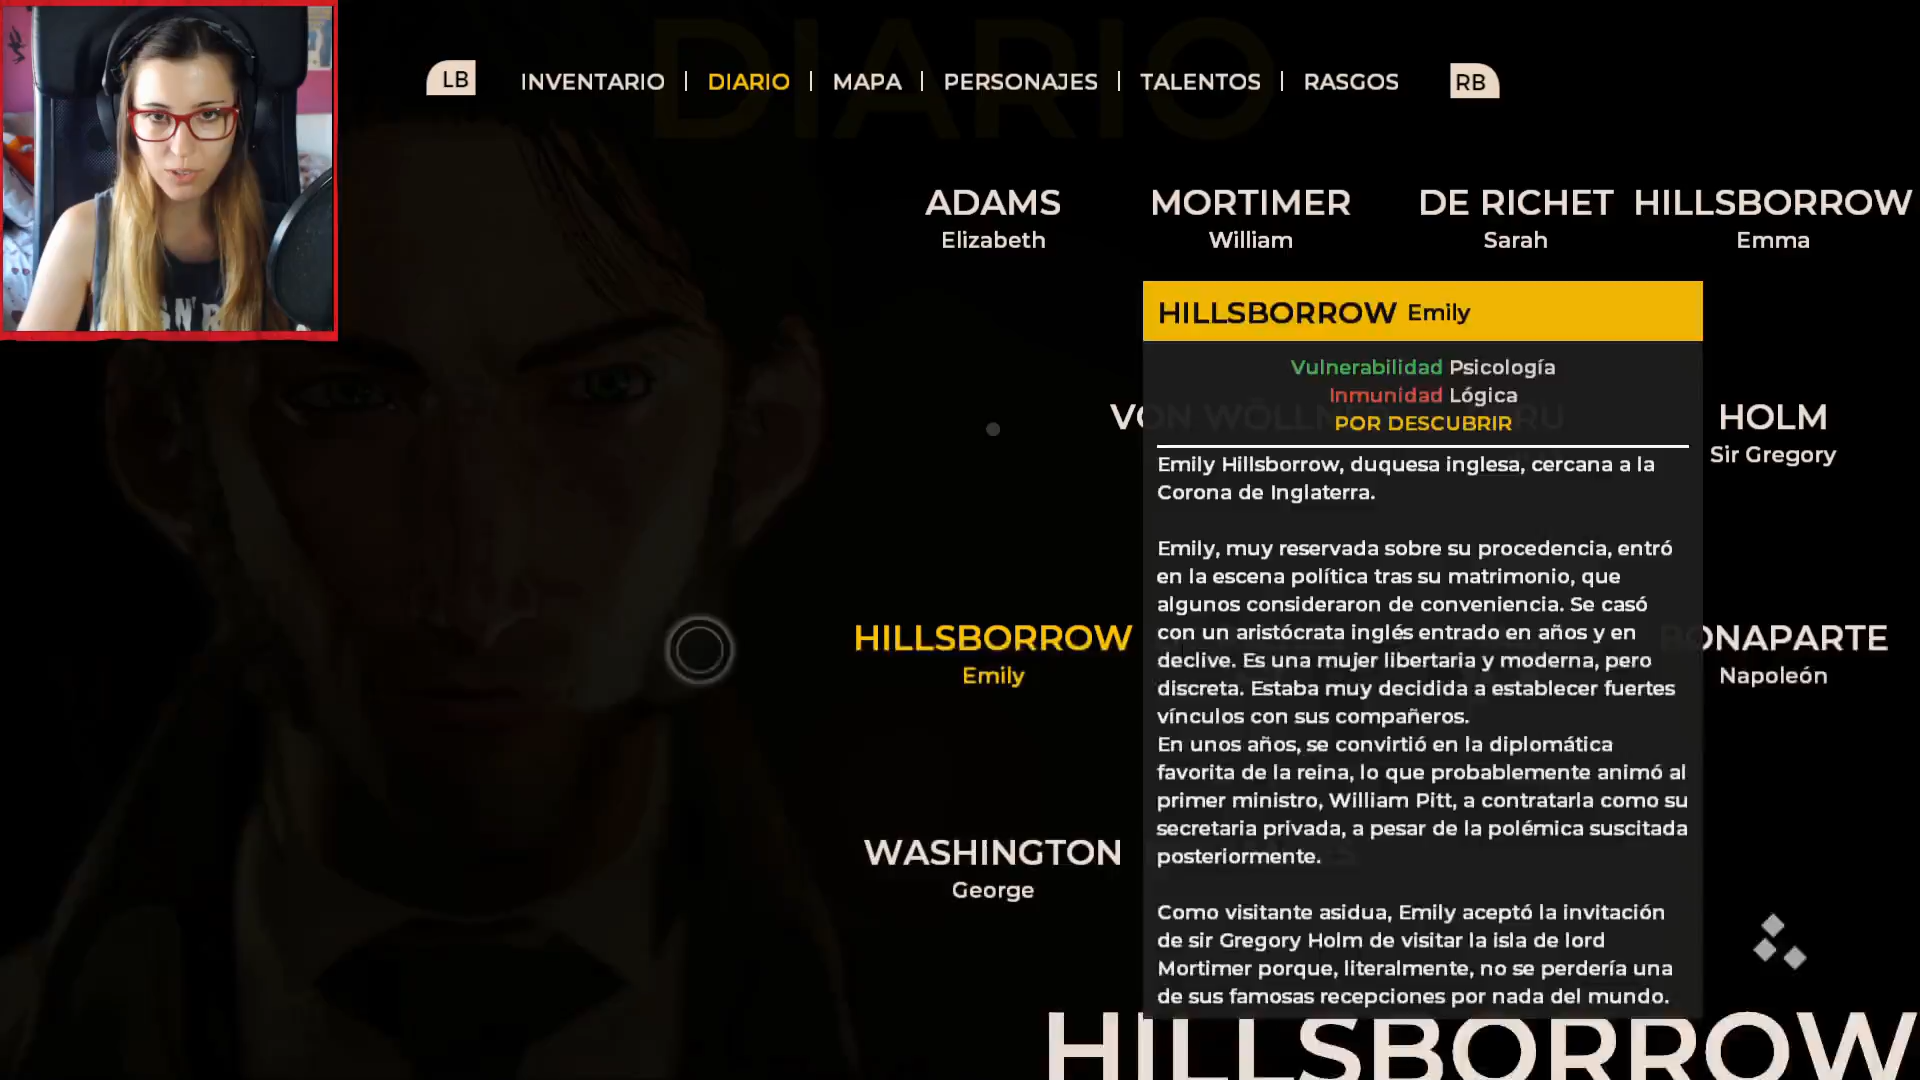 DIARIO
LB INVENTARIO | DIARIO | MAPA | PERSONAJES | TALENTOS | RASGOS RB
ADAMS
Elizabeth
MORTIMER
William
DE RICHET
Sarah
HILLSBORROW
Emma
HILLSBORROW Emily
Vulnerabilidad Psicología
Inmunidad Lógica
POR DESCUBRIR
HOLM
Sir Gregory
Emily Hillsborrow, duquesa inglesa, cercana a la
Corona de Inglaterra.
Emily, muy reservada sobre su procedencia, entró
en la escena política tras su matrimonio, que
algunos consideraron de conveniencia. Se casó
con un aristócrata inglés entrado en años y en
declive. Es una mujer libertaria y moderna, pero
discreta. Estaba muy decidida a establecer fuertes
vínculos con sus compañeros.
En unos años, se convirtió en la diplomática
favorita de la reina, lo que probablemente animó al
primer ministro, William Pitt, a contratarla como su
secretaria privada, a pesar de la polémica suscitada
posteriormente.
Como visitante asidua, Emily aceptó la invitación
de sir Gregory Holm de visitar la isla de lord
Mortimer porque, literalmente, no se perdería una
de sus famosas recepciones por nada del mundo.
HILLSBORROW
Emily
BONAPARTE
Napoleón
WASHINGTON
George
HILLSBORROW